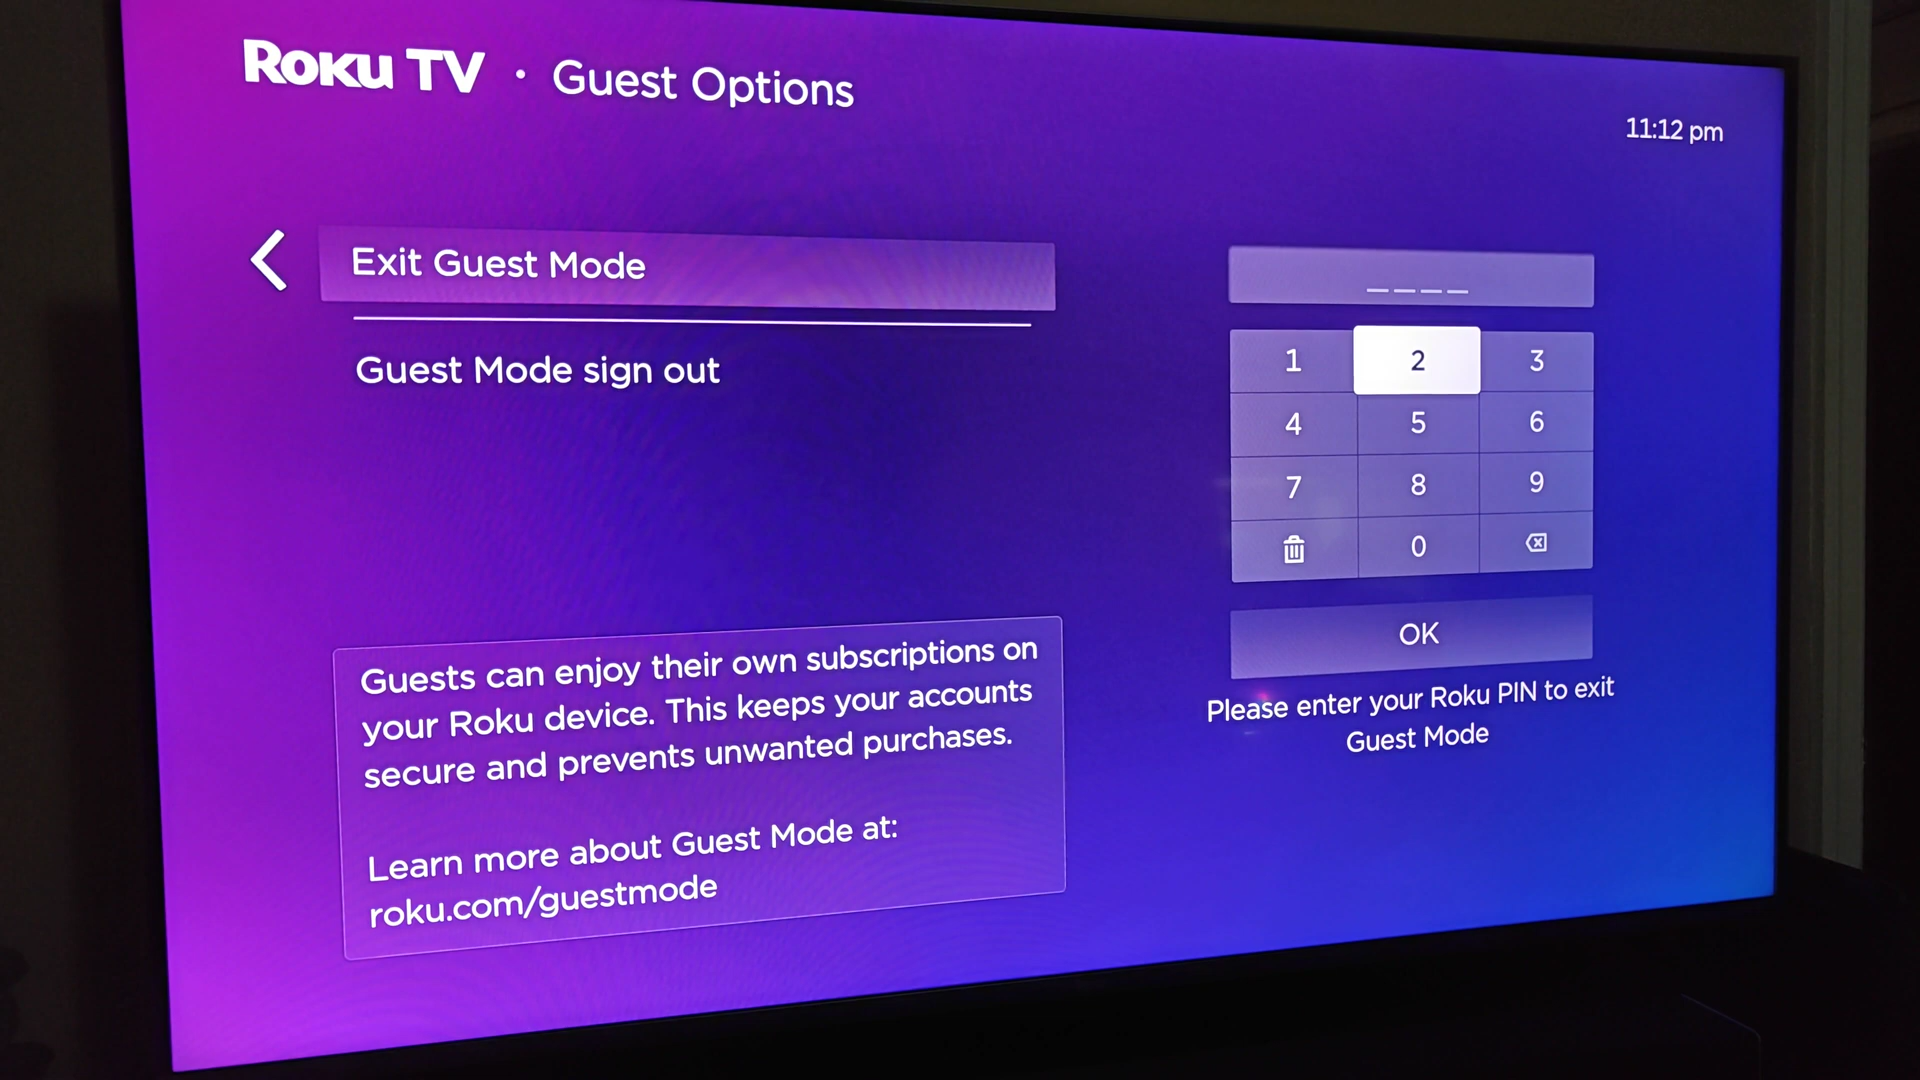 Roku TV • Guest Options
11:12 pm
Exit Guest Mode
Guest Mode sign out
Guests can enjoy their own subscriptions on
your Roku device. This keeps your accounts
secure and prevents unwanted purchases.
Learn more about Guest Mode at:
roku.com/guestmode
_ _ _ _
1 2 3
4 5 6
7 8 9
0
OK
Please enter your Roku PIN to exit
Guest Mode